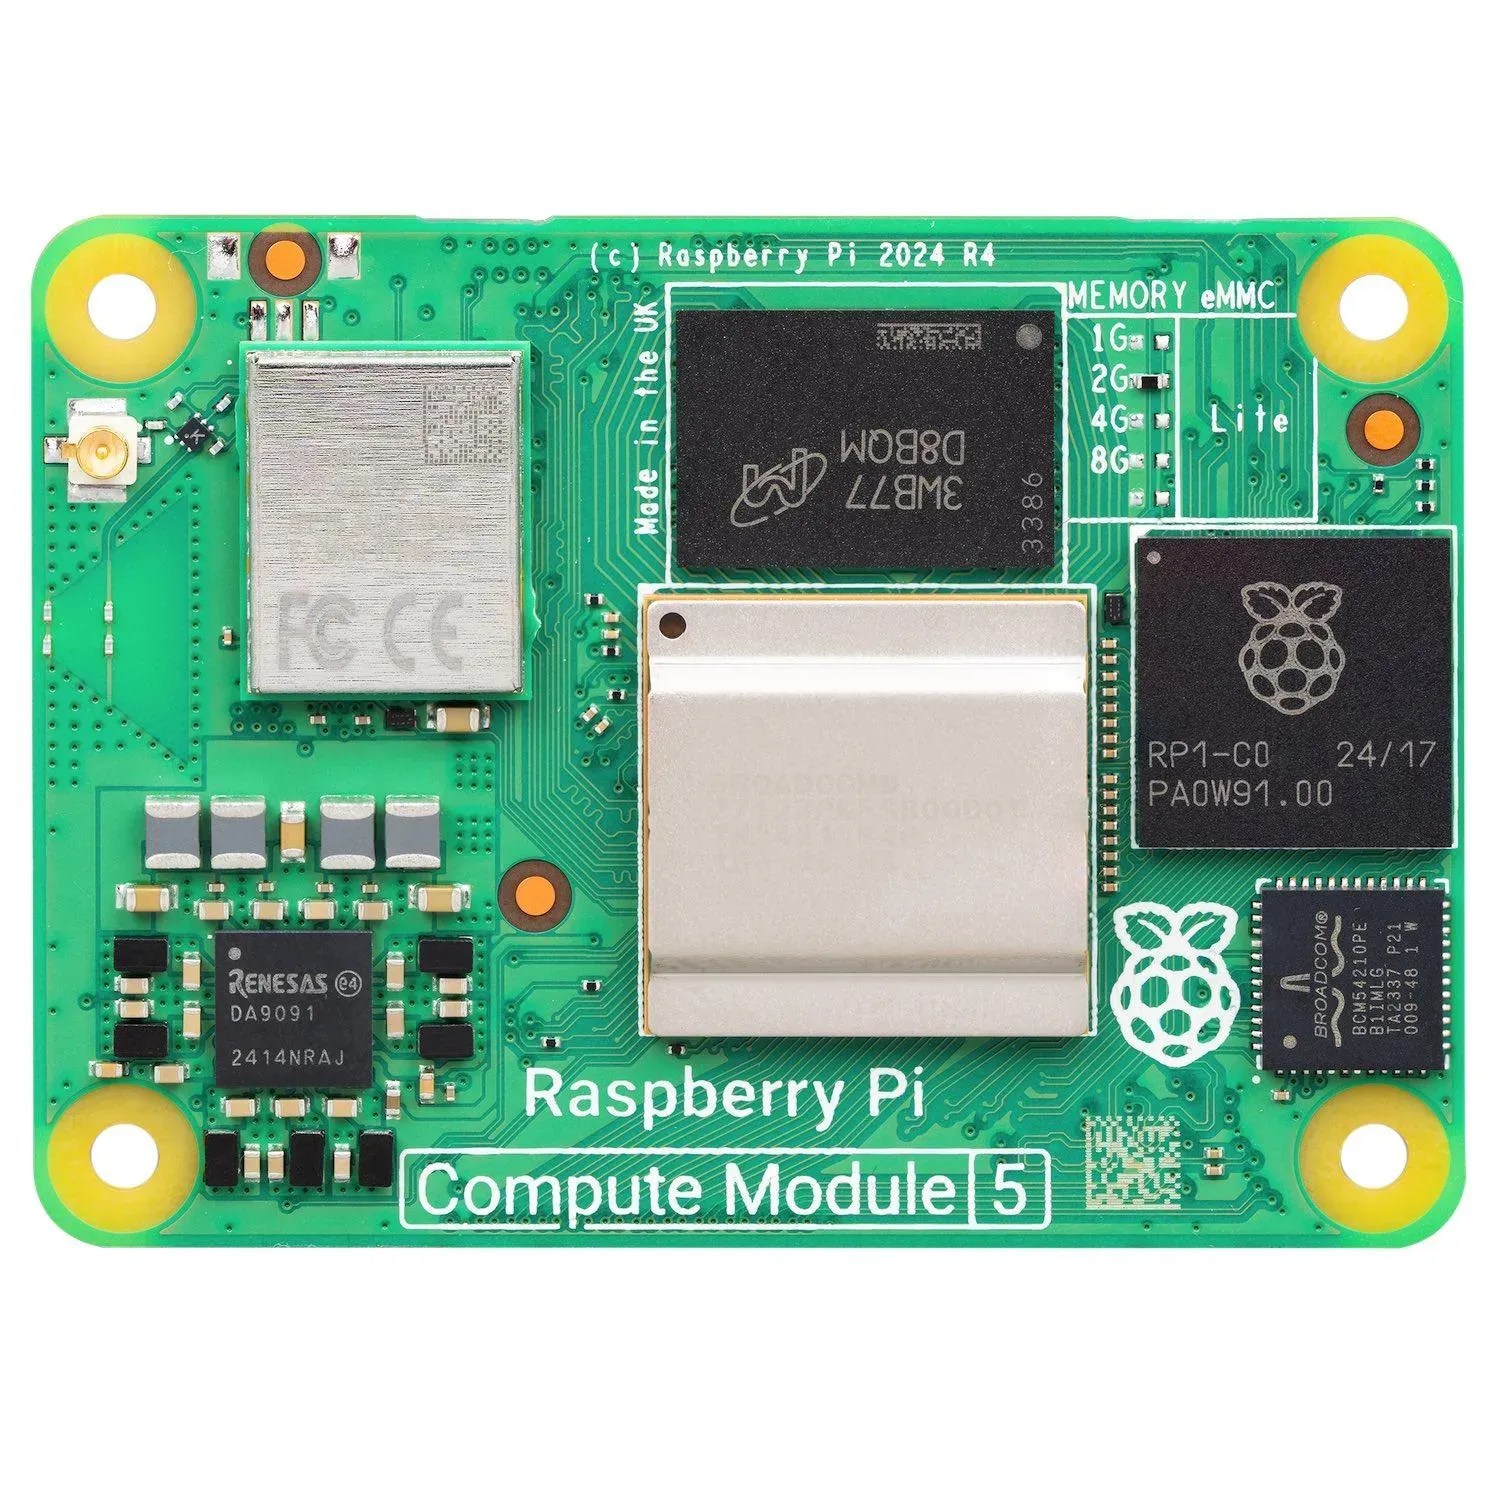 (c) Raspberry Pi 2024 R4
Made in the UK
MEMORY eMMC
1G
2G
4G
8G
Lite
3WB77
D8BQM
3386
FC CE
RP1-C0 24/17
PA0W91.00
BROADCOM®
RENESAS e4
DA9091
2414NRAJ
BROADCOM®
BCM54210PE
B1IMLG
TA2337 P21
009-48 1 W
Raspberry Pi
Compute Module 5